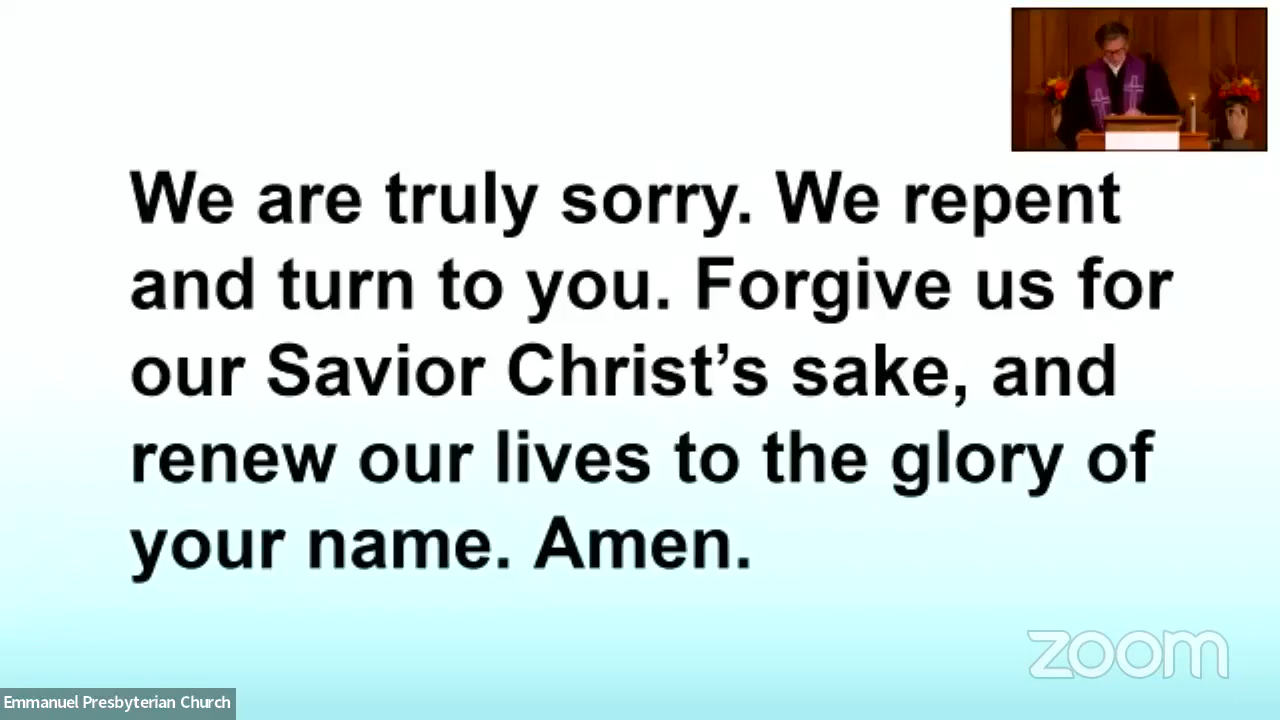 We are truly sorry. We repent
and turn to you. Forgive us for
our Savior Christ’s sake, and
renew our lives to the glory of
your name. Amen.
zoom
Emmanuel Presbyterian Church